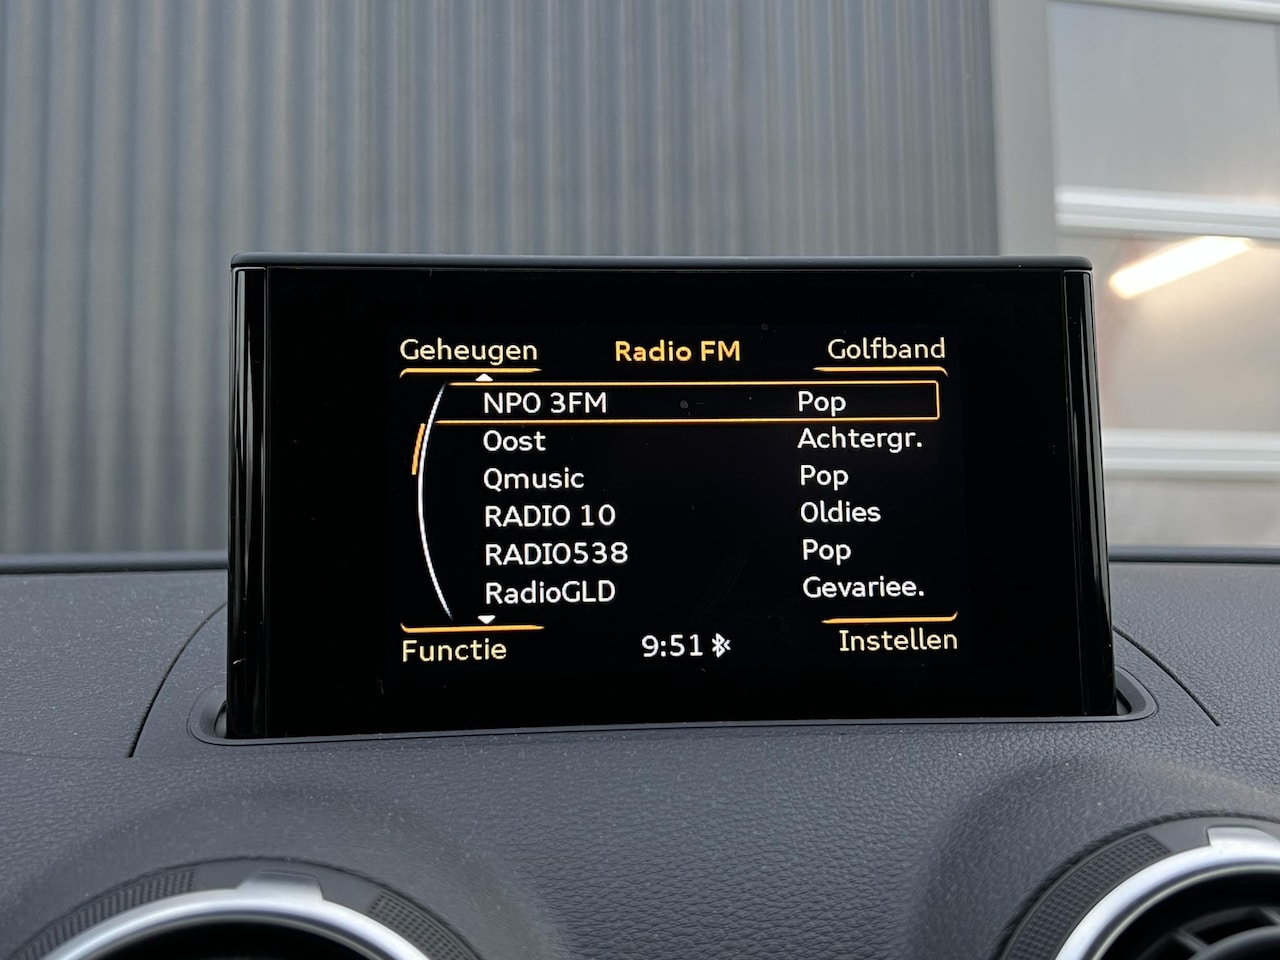 Geheugen Radio FM Golfband
NPO 3FM Pop
Oost Achtergr.
Qmusic Pop
RADIO 10 Oldies
RADIO538 Pop
RadioGLD Gevariee.
Functie 9:51 Instellen